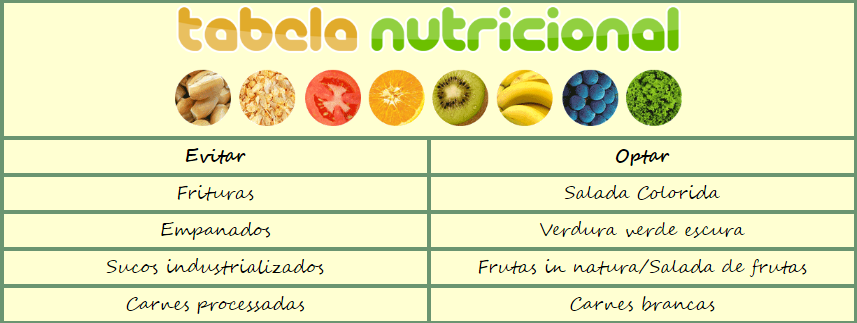 tabela nutricional
Evitar Optar
Frituras Salada Colorida
Empanados Verdura verde escura
Sucos industrializados Frutas in natura/Salada de frutas
Carnes processadas Carnes brancas